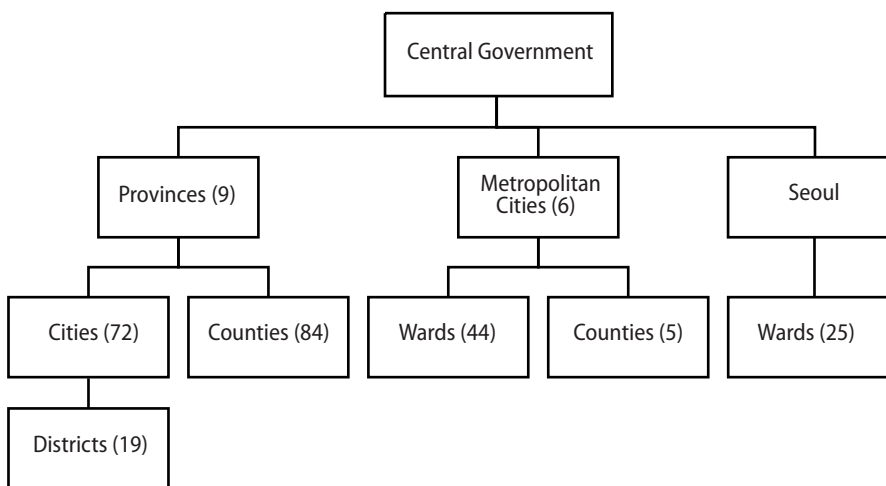 Central Government
Provinces (9)
Metropolitan
Cities (6)
Seoul
Cities (72)
Counties (84)
Wards (44)
Counties (5)
Wards (25)
Districts (19)